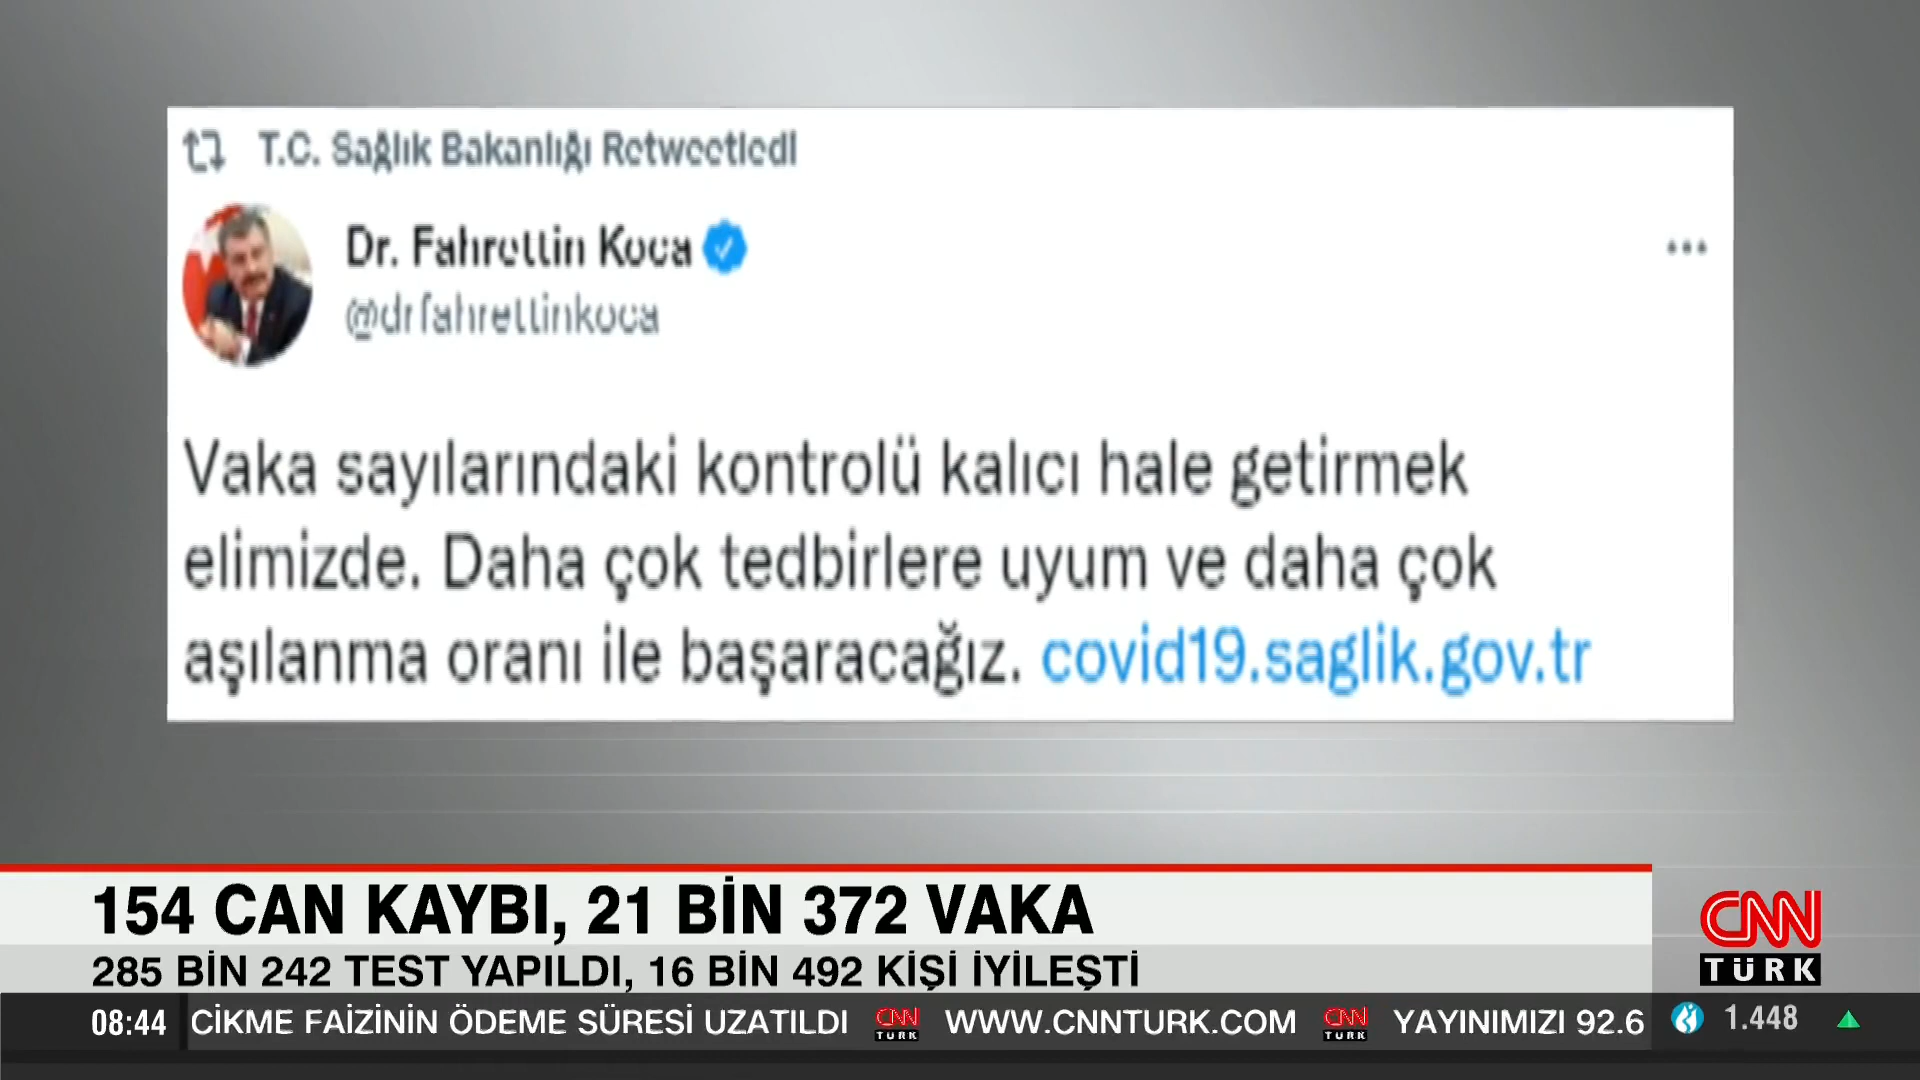 T.C. Sağlık Bakanlığı Retweetledi
Dr. Fahrettin Koca
@drfahrettinkoca
Vaka sayılarındaki kontrolü kalıcı hale getirmek
elimizde. Daha çok tedbirlere uyum ve daha çok
aşılanma oranı ile başaracağız. covid19.saglik.gov.tr
154 CAN KAYBI, 21 BİN 372 VAKA
285 BİN 242 TEST YAPILDI, 16 BİN 492 KİŞİ İYİLEŞTİ
CNN
TÜRK
08:44 CİKME FAİZİNİN ÖDEME SÜRESİ UZATILDI CNN TÜRK WWW.CNNTURK.COM CNN TÜRK YAYINIMIZI 92.6 1.448